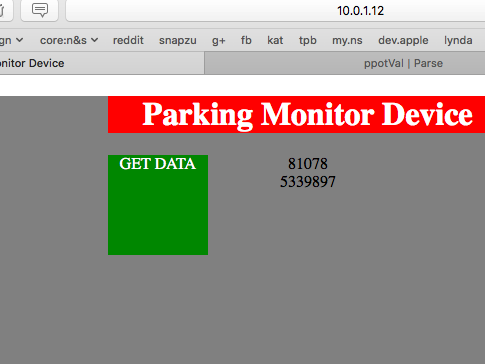 10.0.1.12
core:n&s reddit snapzu g+ fb kat tpb my.ns dev.apple lynda
nitor Device ppotVal | Parse
Parking Monitor Device
GET DATA 81078
5339897